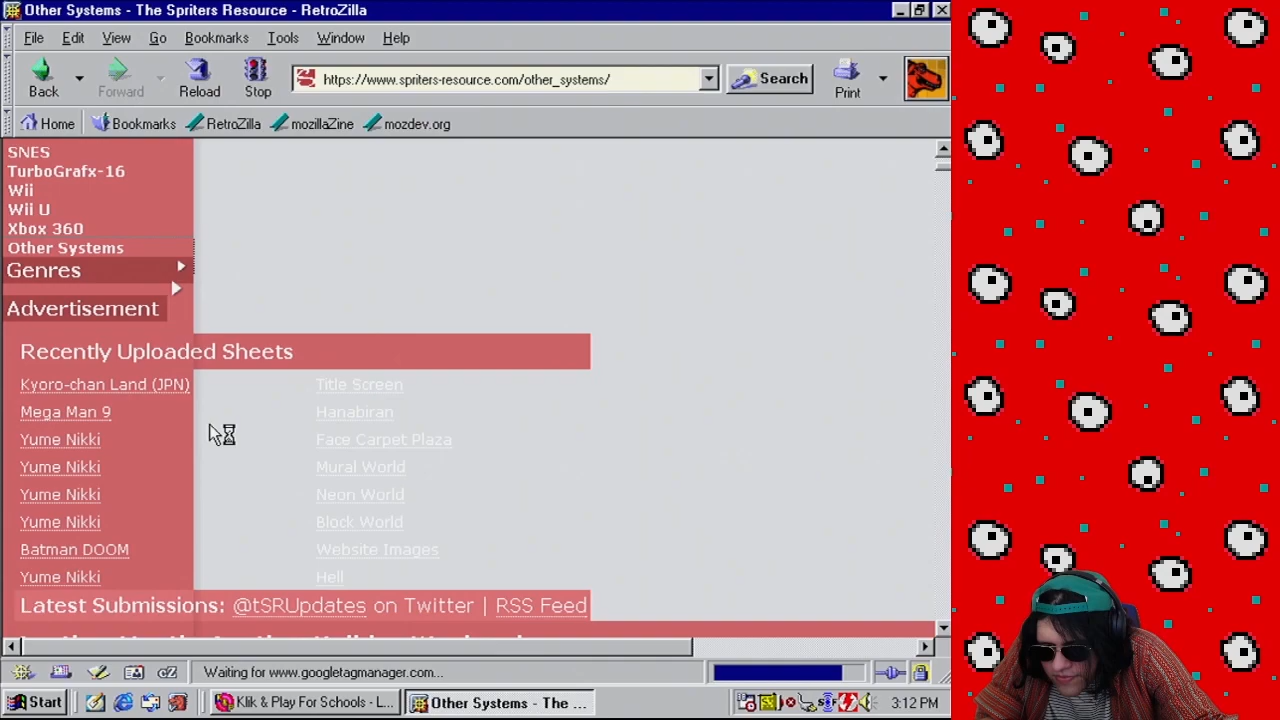 Other Systems - The Spriters Resource - RetroZilla
File Edit View Go Bookmarks Tools Window Help
Back Forward Reload Stop https://www.spriters-resource.com/other_systems/ Search Print
Home Bookmarks RetroZilla mozillaZine mozdev.org
SNES
TurboGrafx-16
Wii
Wii U
Xbox 360
Other Systems
Genres
Advertisement
Recently Uploaded Sheets
Kyoro-chan Land (JPN) Title Screen
Mega Man 9 Hanabiran
Yume Nikki Face Carpet Plaza
Yume Nikki Mural World
Yume Nikki Neon World
Yume Nikki Block World
Batman DOOM Website Images
Yume Nikki Hell
Latest Submissions: @tSRUpdates on Twitter | RSS Feed
Waiting for www.googletagmanager.com...
Start Klik & Play For Schools - L... Other Systems - The ... 3:12 PM